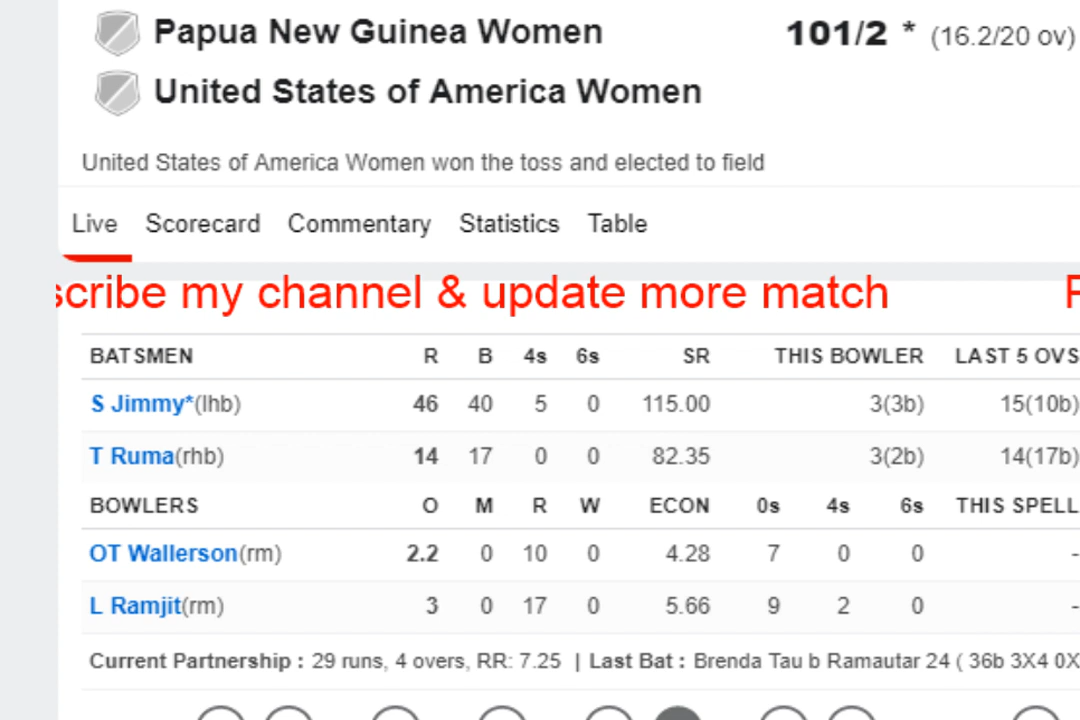 Papua New Guinea Women 101/2 * (16.2/20 ov)
United States of America Women
United States of America Women won the toss and elected to field
Live Scorecard Commentary Statistics Table
scribe my channel & update more match
BATSMEN R B 4s 6s SR THIS BOWLER LAST 5 OVS
S Jimmy*(lhb) 46 40 5 0 115.00 3(3b) 15(10b)
T Ruma(rhb) 14 17 0 0 82.35 3(2b) 14(17b)
BOWLERS O M R W ECON 0s 4s 6s THIS SPELL
OT Wallerson(rm) 2.2 0 10 0 4.28 7 0 0 -
L Ramjit(rm) 3 0 17 0 5.66 9 2 0 -
Current Partnership : 29 runs, 4 overs, RR: 7.25 | Last Bat : Brenda Tau b Ramautar 24 ( 36b 3X4 0X